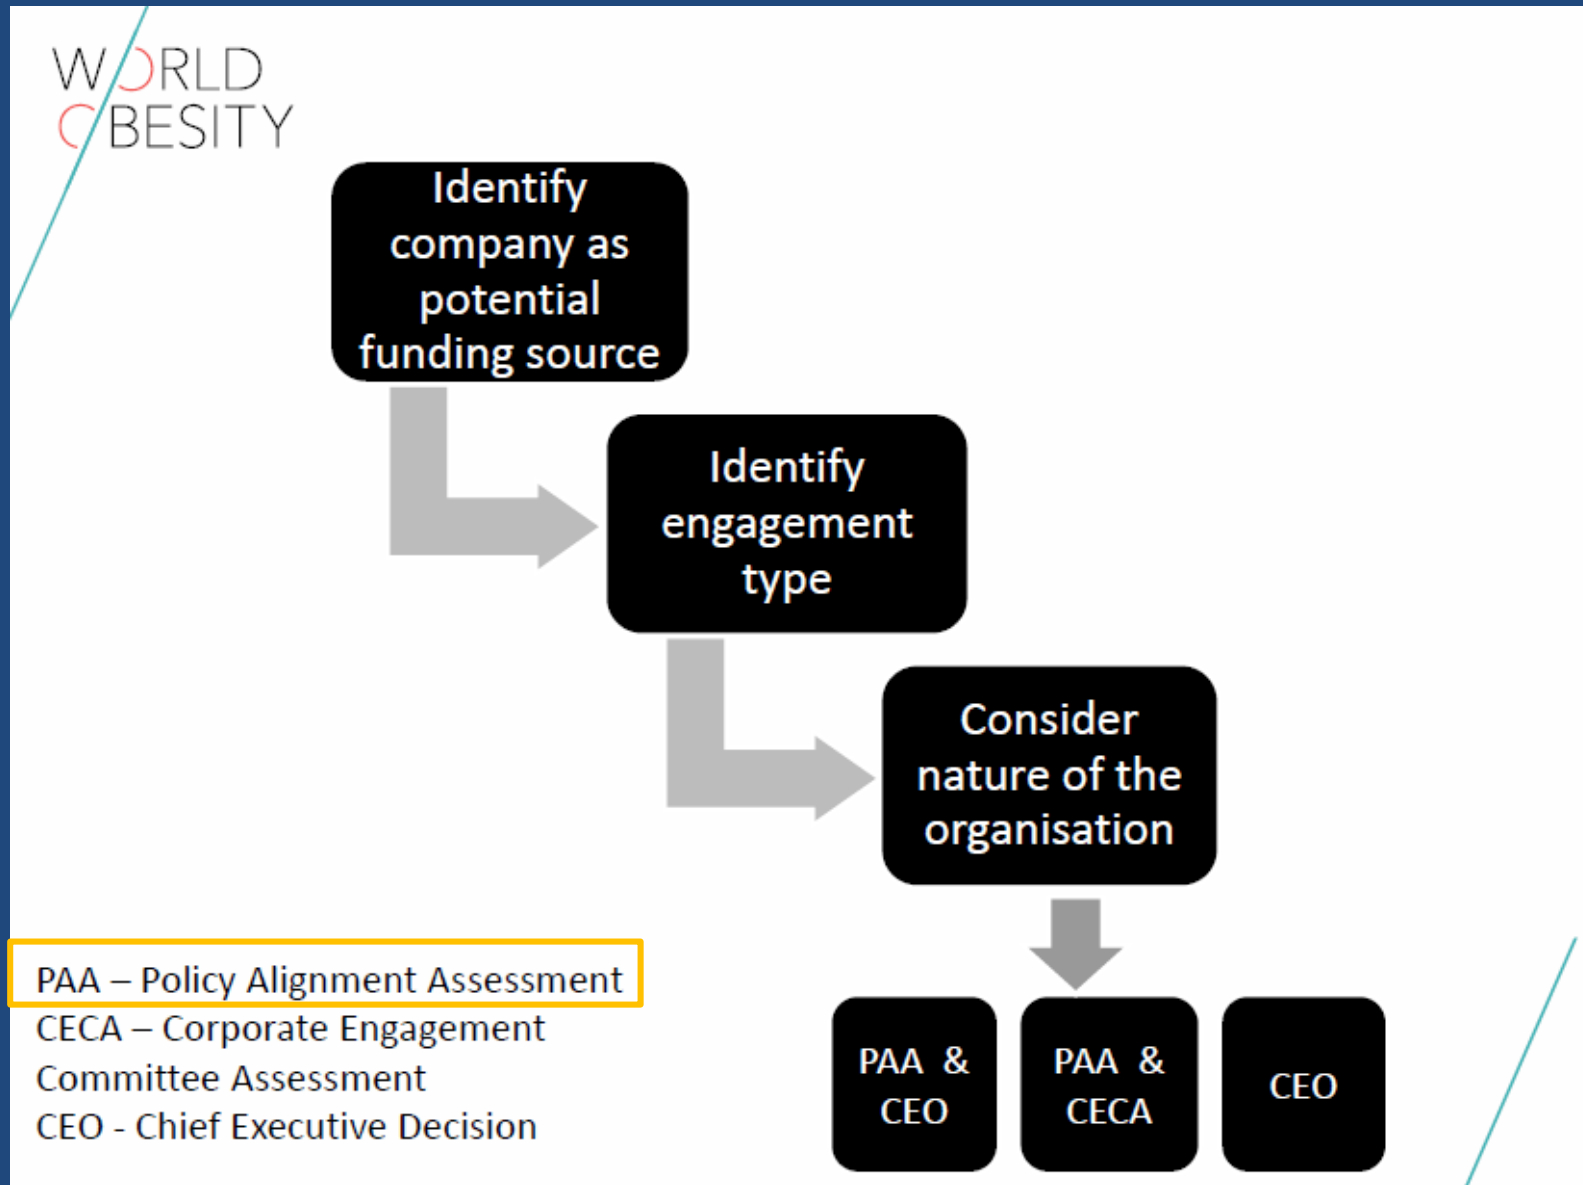 WORLD
OBESITY
Identify
company as
potential
funding source
Identify
engagement
type
Consider
nature of the
organisation
PAA – Policy Alignment Assessment
CECA – Corporate Engagement
Committee Assessment
CEO - Chief Executive Decision
PAA &
CEO
PAA &
CECA
CEO